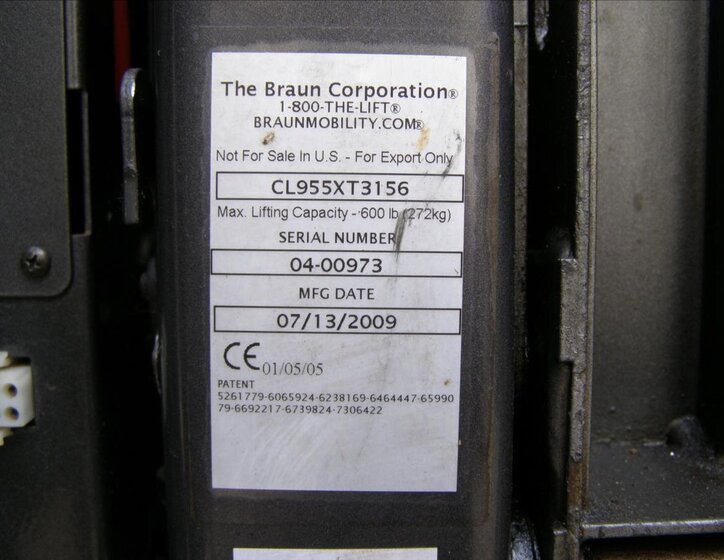 The Braun Corporation®
1-800-THE-LIFT®
BRAUNMOBILITY.COM®
Not For Sale In U.S. - For Export Only
CL955XT3156
Max. Lifting Capacity - 600 lb (272kg)
SERIAL NUMBER
04-00973
MFG DATE
07/13/2009
CE 01/05/05
PATENT
5261779-6065924-6238169-6464447-65990
79-6692217-6739824-7306422